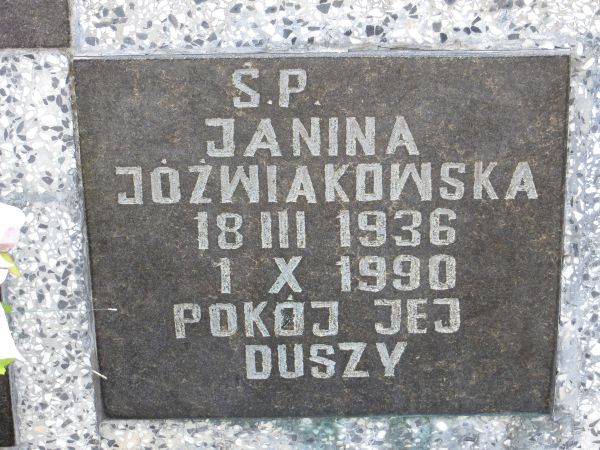 Ś.P.
JANINA
JÓŹWIAKOWSKA
18 III 1936
1 X 1990
POKÓJ JEJ
DUSZY